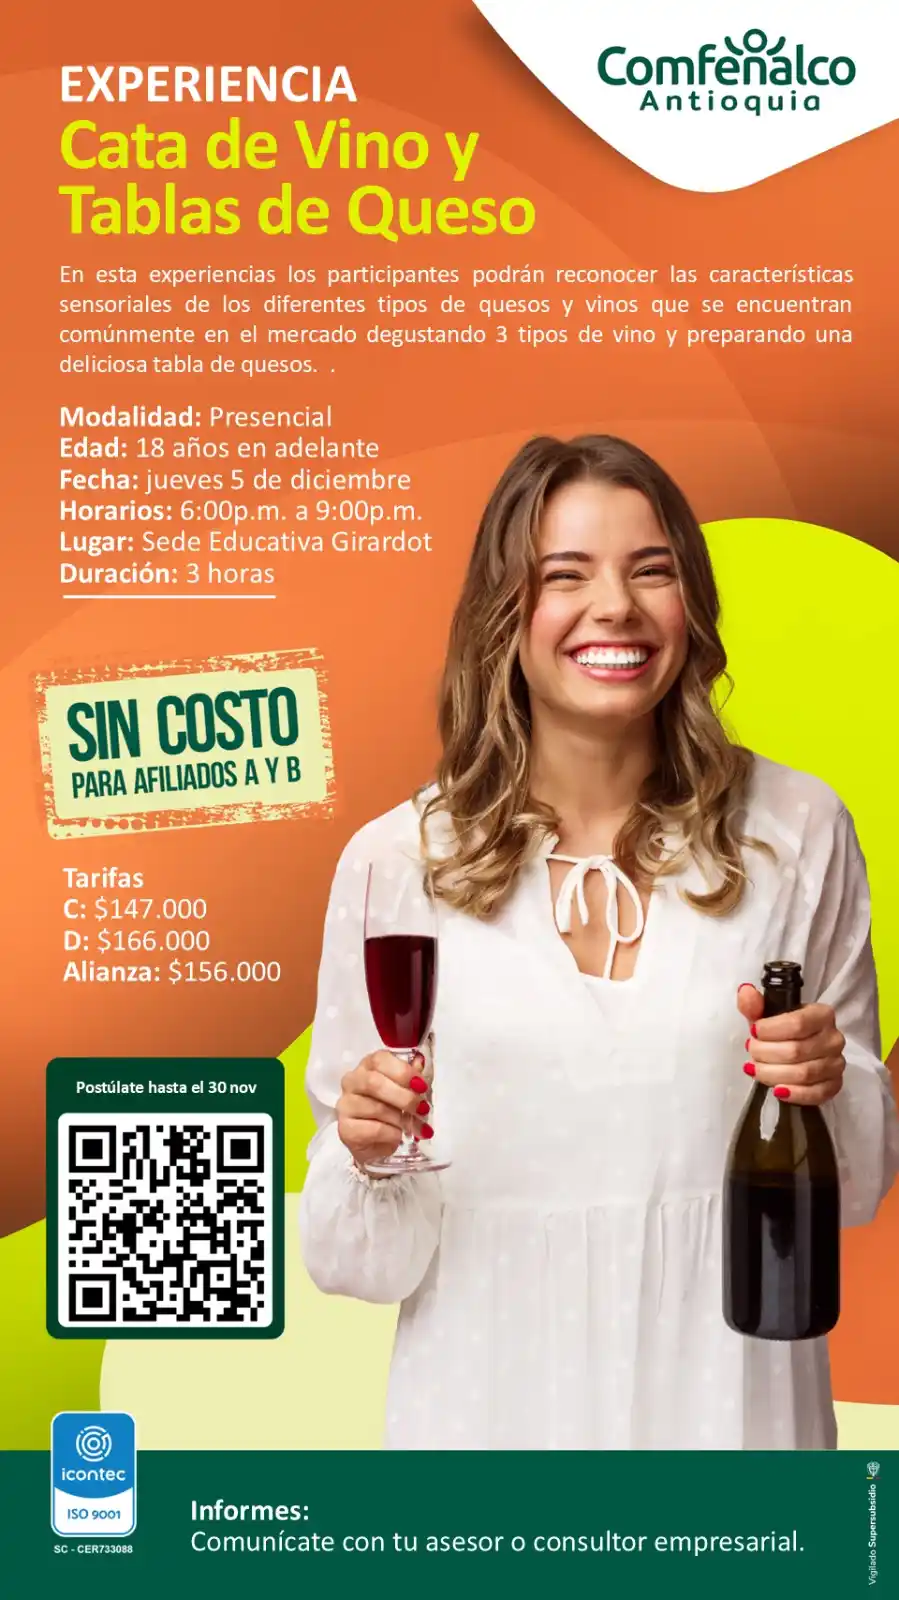 Comfenalco
Antioquia
EXPERIENCIA
Cata de Vino y
Tablas de Queso
En esta experiencias los participantes podrán reconocer las características
sensoriales de los diferentes tipos de quesos y vinos que se encuentran
comúnmente en el mercado degustando 3 tipos de vino y preparando una
deliciosa tabla de quesos. .
Modalidad: Presencial
Edad: 18 años en adelante
Fecha: jueves 5 de diciembre
Horarios: 6:00p.m. a 9:00p.m.
Lugar: Sede Educativa Girardot
Duración: 3 horas
SIN COSTO
PARA AFILIADOS A Y B
Tarifas
C: $147.000
D: $166.000
Alianza: $156.000
Postúlate hasta el 30 nov
icontec
ISO 9001
SC - CER733088
Informes:
Comunícate con tu asesor o consultor empresarial.
Vigilado Supersubsidio